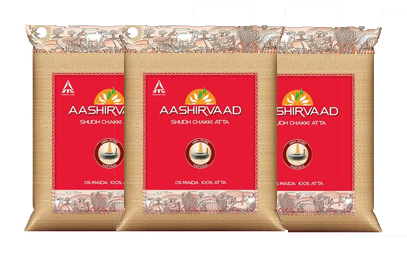 ITC
AASHIRVAAD
SHUDH CHAKKI ATTA
0% MAIDA 100% ATTA
ITC
AASHIRVAAD
SHUDH CHAKKI ATTA
0% MAIDA 100% ATTA
AASHIRVAAD
SHUDH CHAKKI ATTA
0% MAIDA 100% ATTA